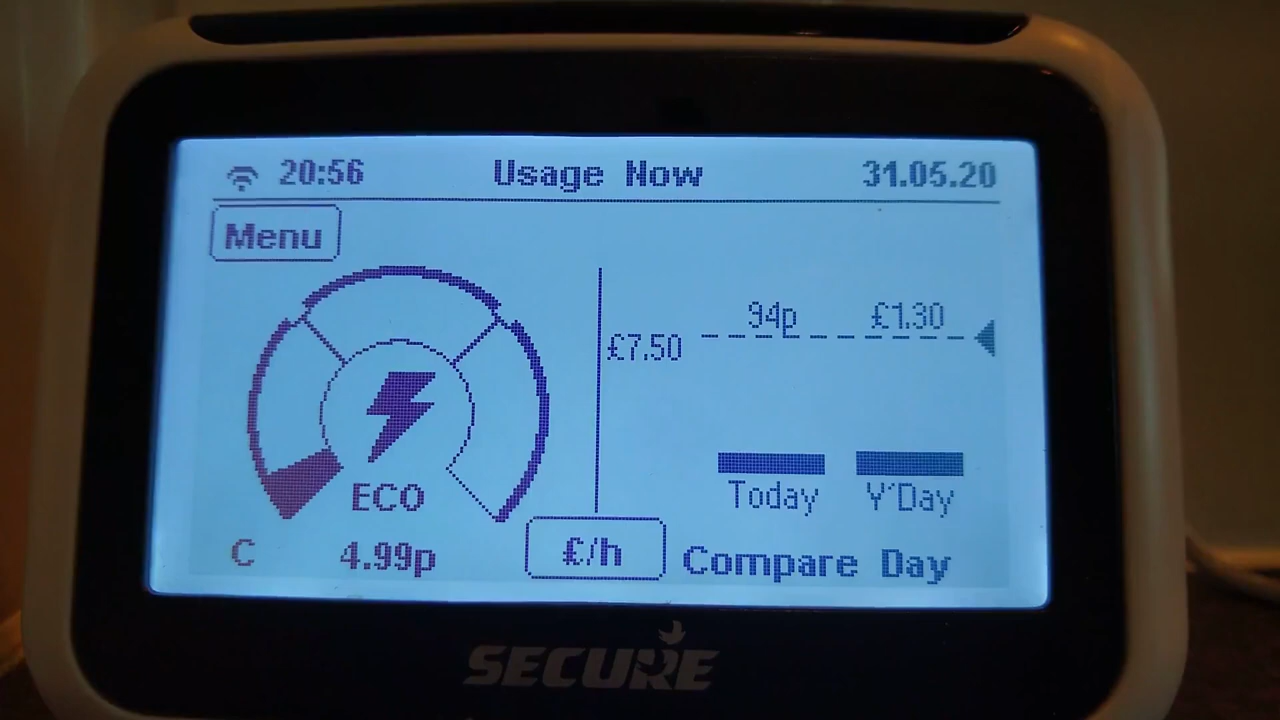 20:56 Usage Now 31.05.20
Menu
94p £1.30
£7.50
ECO
Today Y'Day
C 4.99p £/h Compare Day
SECURE